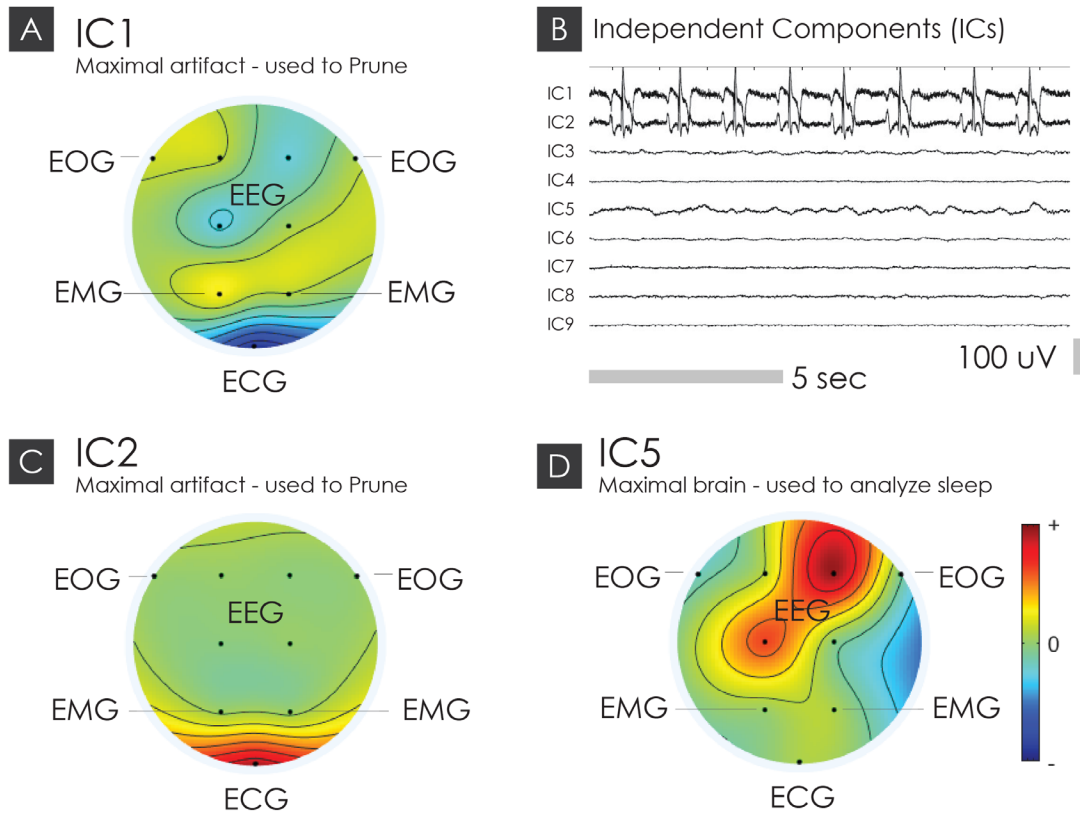 A
IC1
Maximal artifact - used to Prune
EOG
EOG
EEG
EMG
EMG
ECG
B
Independent Components (ICs)
IC1
IC2
IC3
IC4
IC5
IC6
IC7
IC8
IC9
100 uV
5 sec
C
IC2
Maximal artifact - used to Prune
EOG
EOG
EEG
EMG
EMG
ECG
D
IC5
Maximal brain - used to analyze sleep
EOG
EOG
EEG
EMG
EMG
ECG
+
0
-